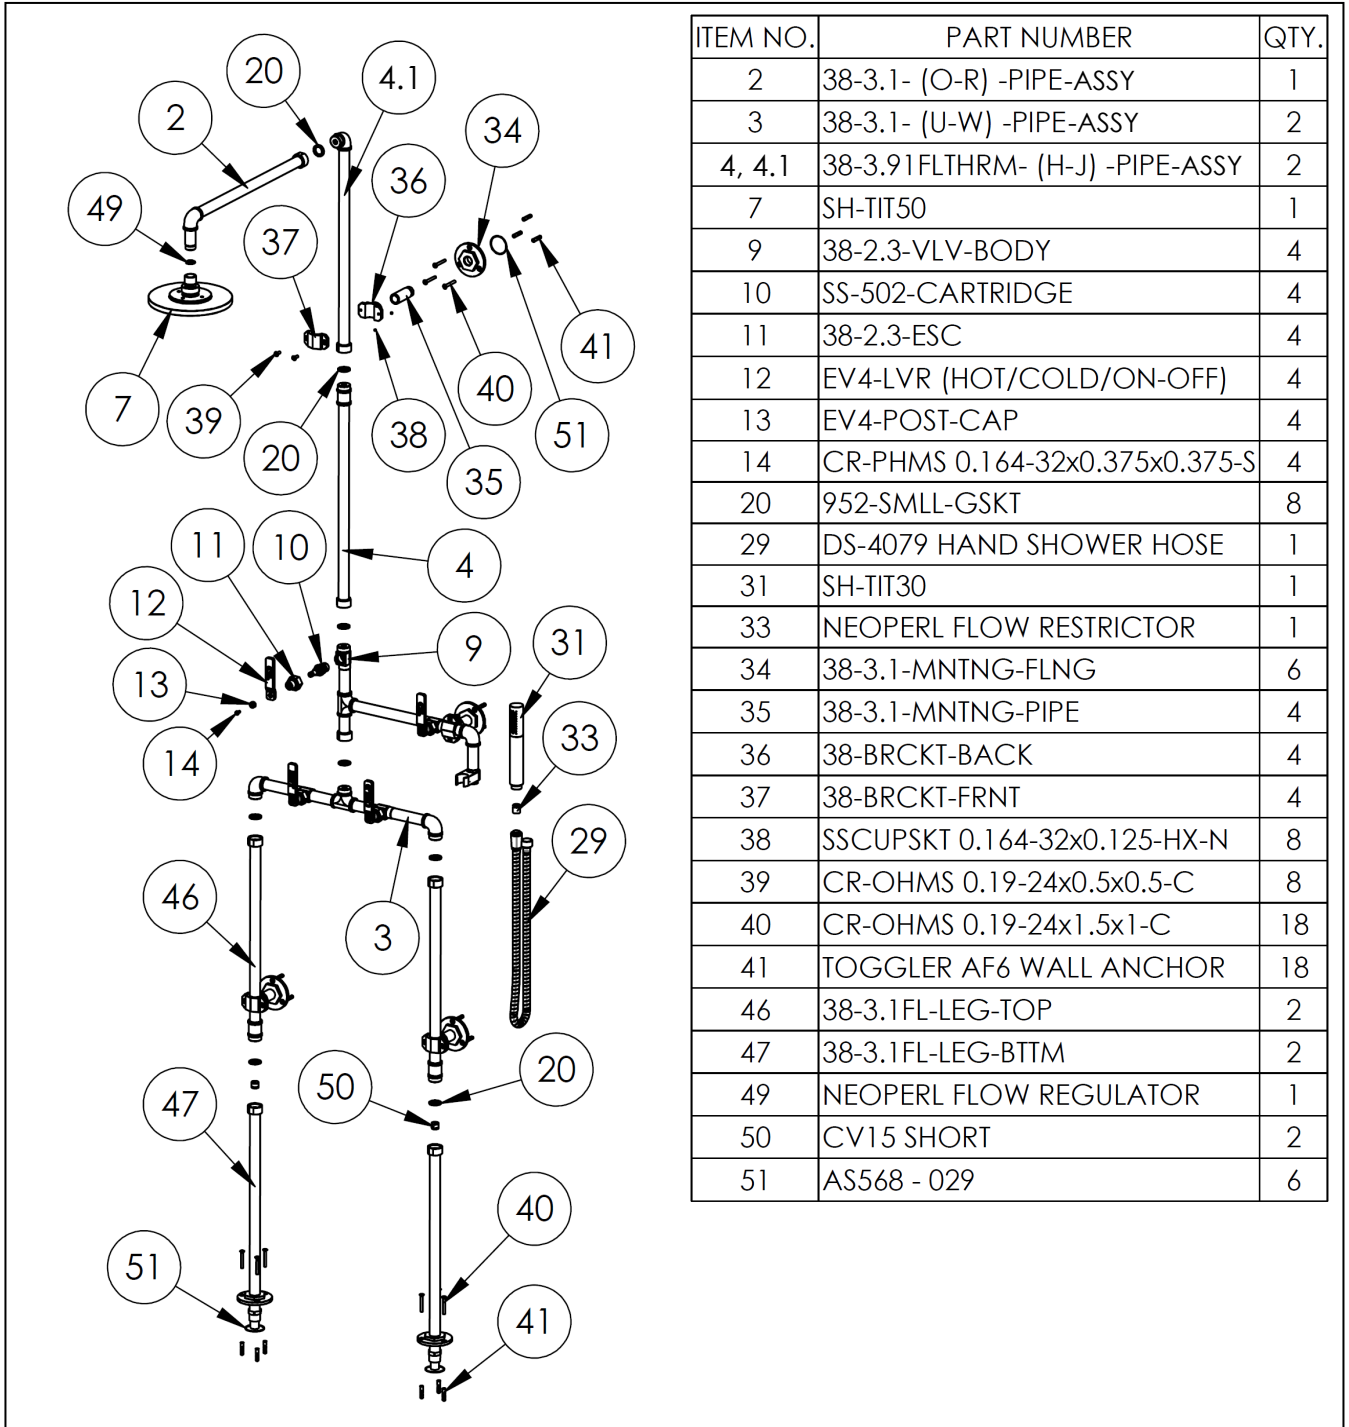 20
4.1
2
34
36
49
37
7
39
20
38
35
40
51
41
11
10
4
12
9
31
13
14
33
29
46
3
20
50
47
40
51
41
ITEM NO. PART NUMBER QTY.
2 38-3.1- (O-R) -PIPE-ASSY 1
3 38-3.1- (U-W) -PIPE-ASSY 2
4, 4.1 38-3.91FLTHRM- (H-J) -PIPE-ASSY 2
7 SH-TIT50 1
9 38-2.3-VLV-BODY 4
10 SS-502-CARTRIDGE 4
11 38-2.3-ESC 4
12 EV4-LVR (HOT/COLD/ON-OFF) 4
13 EV4-POST-CAP 4
14 CR-PHMS 0.164-32x0.375x0.375-S 4
20 952-SMLL-GSKT 8
29 DS-4079 HAND SHOWER HOSE 1
31 SH-TIT30 1
33 NEOPERL FLOW RESTRICTOR 1
34 38-3.1-MNTNG-FLNG 6
35 38-3.1-MNTNG-PIPE 4
36 38-BRCKT-BACK 4
37 38-BRCKT-FRNT 4
38 SSCUPSKT 0.164-32x0.125-HX-N 8
39 CR-OHMS 0.19-24x0.5x0.5-C 8
40 CR-OHMS 0.19-24x1.5x1-C 18
41 TOGGLER AF6 WALL ANCHOR 18
46 38-3.1FL-LEG-TOP 2
47 38-3.1FL-LEG-BTTM 2
49 NEOPERL FLOW REGULATOR 1
50 CV15 SHORT 2
51 AS568 - 029 6